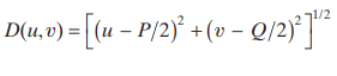 D(u, v) = [(u − P/2)² + (v − Q/2)²]^{1/2}